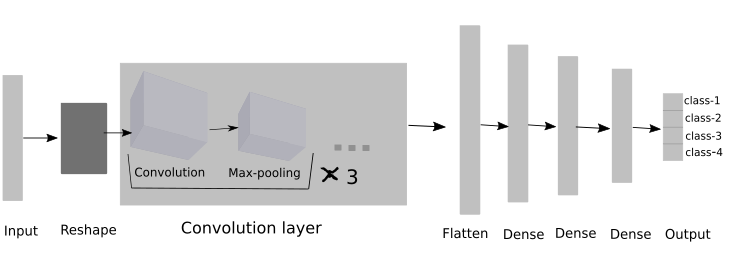 class-1
class-2
class-3
class-4
Convolution Max-pooling
× 3
Input Reshape Convolution layer Flatten Dense Dense Dense Output